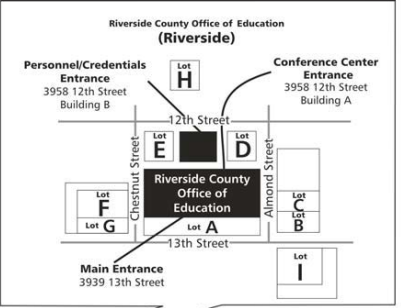 Riverside County Office of Education
(Riverside)
Personnel/Credentials
Entrance
3958 12th Street
Building B
Lot
H
Conference Center
Entrance
3958 12th Street
Building A
12th Street
Lot
E
Lot
D
Chestnut Street
Almond Street
Riverside County
Office of
Education
Lot
F
Lot G
Lot A
Lot
C
Lot
B
13th Street
Main Entrance
3939 13th Street
Lot
I